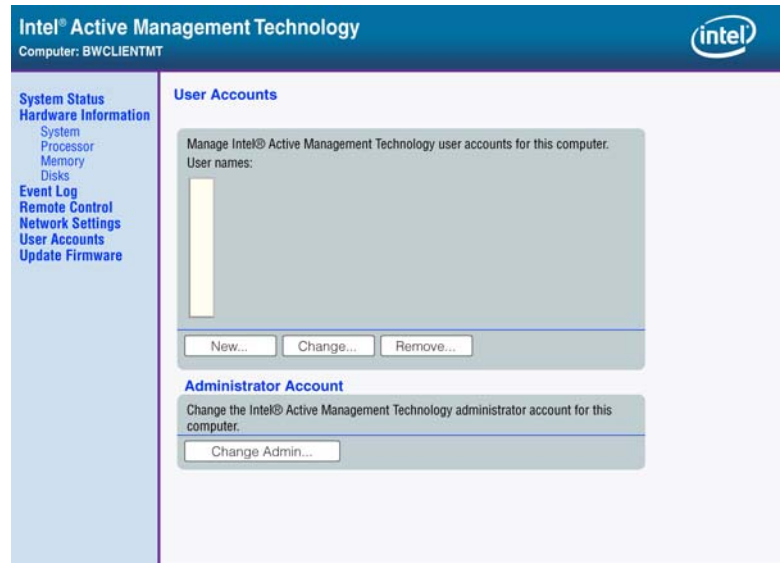 Intel® Active Management Technology
Computer: BWCLIENTMT
intel
System Status
Hardware Information
System
Processor
Memory
Disks
Event Log
Remote Control
Network Settings
User Accounts
Update Firmware
User Accounts
Manage Intel® Active Management Technology user accounts for this computer.
User names:
New...
Change...
Remove...
Administrator Account
Change the Intel® Active Management Technology administrator account for this
computer.
Change Admin...